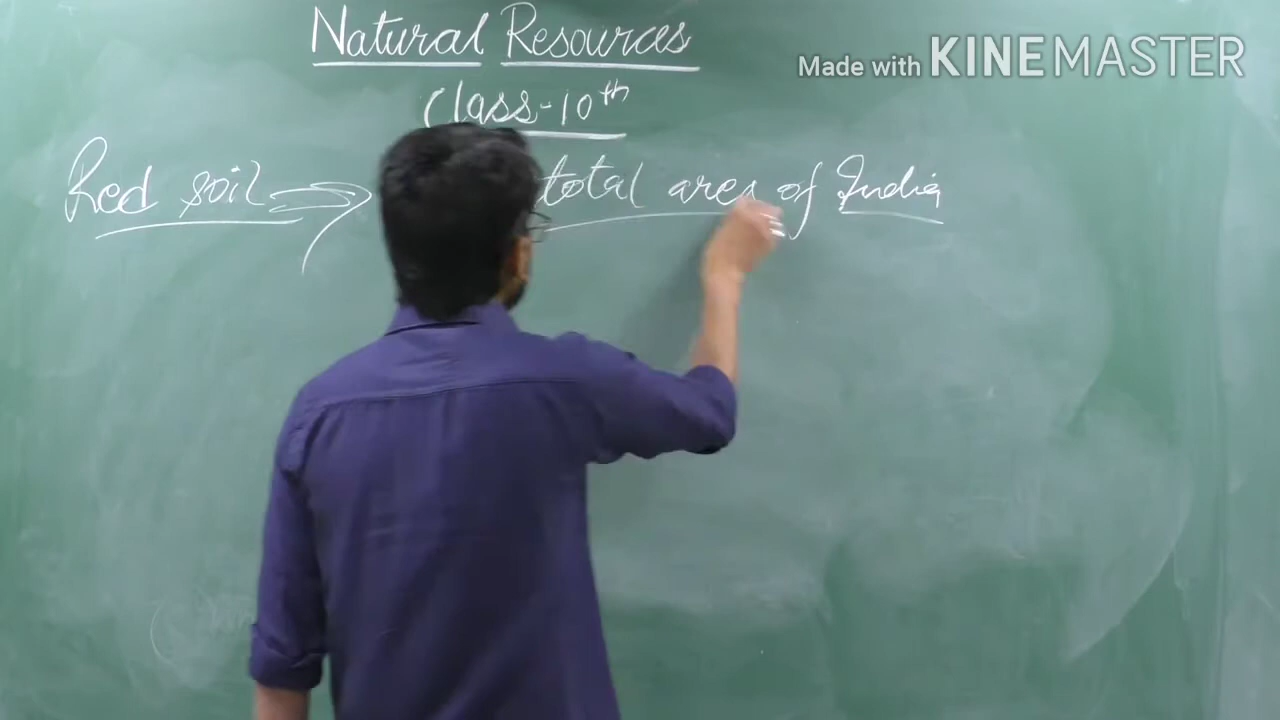 Natural Resources
Made with KINEMASTER
Class-10th
Red soil total area of India